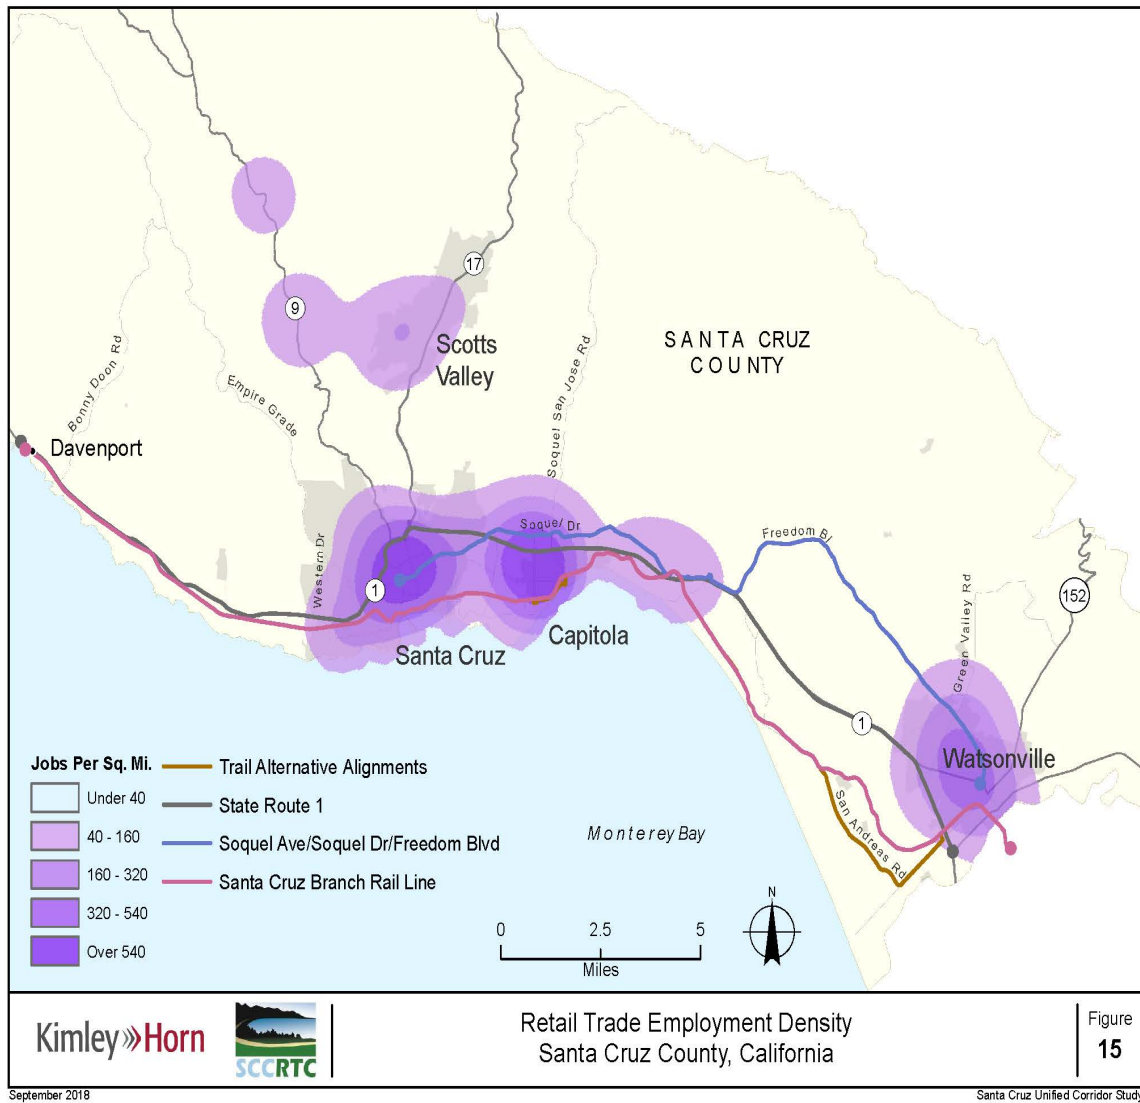 17
9
Scotts
Valley
SANTA CRUZ
COUNTY
Bonny Doon Rd
Empire Grade
Soquel San Jose Rd
Davenport
Western Dr
Soquel Dr
Freedom Bl
1
152
Green Valley Rd
Capitola
Santa Cruz
1
Watsonville
San Andreas Rd
Monterey Bay
Jobs Per Sq. Mi.
Under 40
40 - 160
160 - 320
320 - 540
Over 540
Trail Alternative Alignments
State Route 1
Soquel Ave/Soquel Dr/Freedom Blvd
Santa Cruz Branch Rail Line
N
0 2.5 5
Miles
Kimley»Horn
SCCRTC
Retail Trade Employment Density
Santa Cruz County, California
Figure
15
September 2018
Santa Cruz Unified Corridor Study